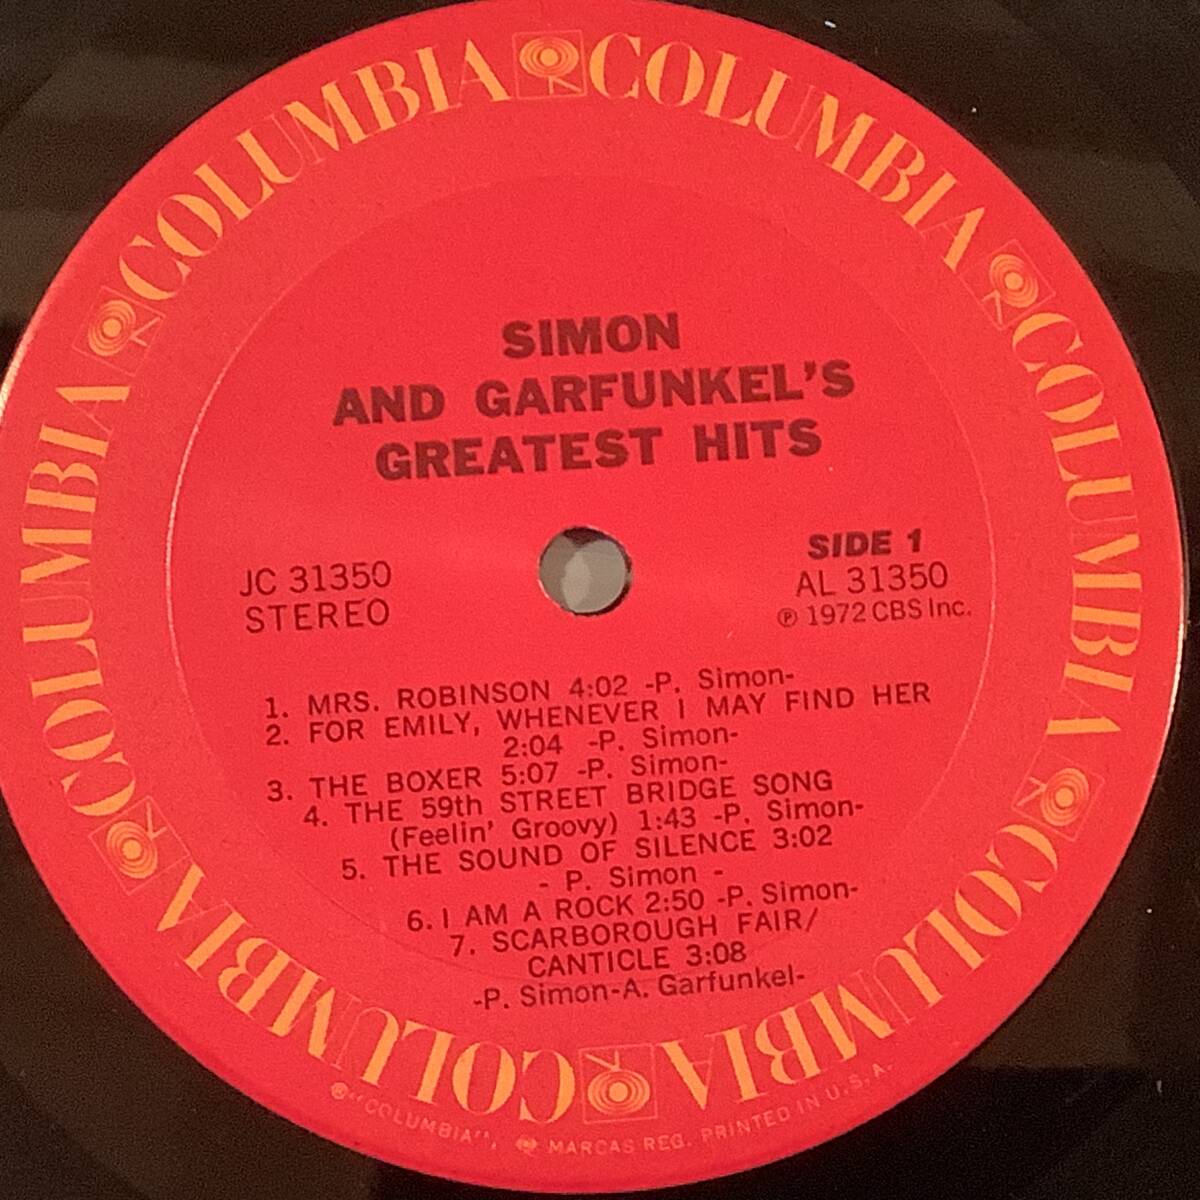 COLUMBIA COLUMBIA COLUMBIA COLUMBIA COLUMBIA COLUMBIA
SIMON
AND GARFUNKEL'S
GREATEST HITS
JC 31350
STEREO
SIDE 1
AL 31350
℗ 1972 CBS Inc.
1. MRS. ROBINSON 4:02 -P. Simon-
2. FOR EMILY, WHENEVER I MAY FIND HER
2:04 -P. Simon-
3. THE BOXER 5:07 -P. Simon-
4. THE 59th STREET BRIDGE SONG
(Feelin' Groovy) 1:43 -P. Simon-
5. THE SOUND OF SILENCE 3:02
- P. Simon -
6. I AM A ROCK 2:50 -P. Simon-
7. SCARBOROUGH FAIR/
CANTICLE 3:08
-P. Simon-A. Garfunkel-
® "COLUMBIA", MARCAS REG. PRINTED IN U.S.A.